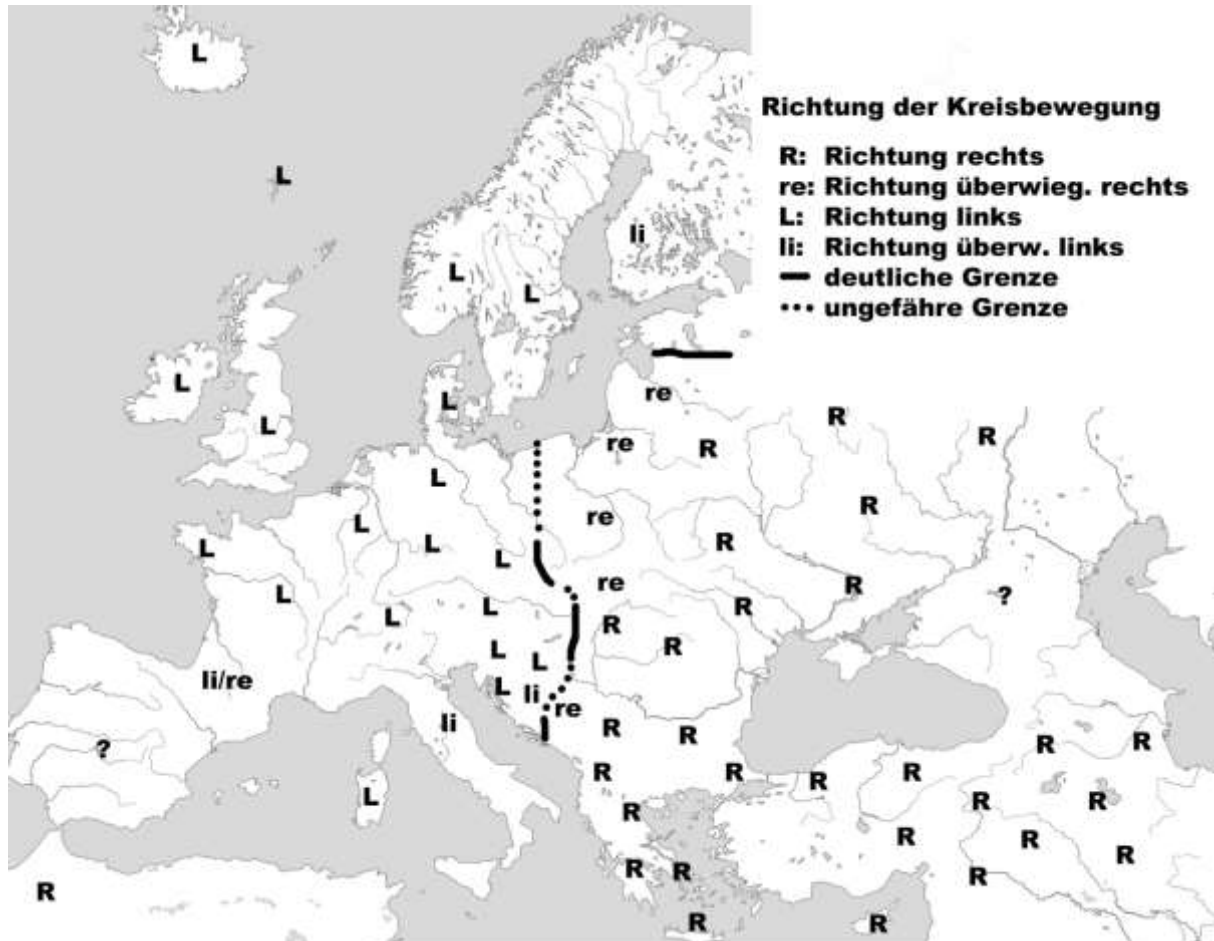 Richtung der Kreisbewegung
R: Richtung rechts
re: Richtung überwieg. rechts
L: Richtung links
li: Richtung überw. links
deutliche Grenze
ungefähre Grenze
L
L
li
L
L
L
re
L
L
R
R
L
re
R
L
R
L
re
L
L
R
L
re
R
L
?
L
R
L
R
L
R
L
L
li/re
L
li
re
li
R
R
R
R
?
R
R
R
R
L
R
R
R
R
R
R
R
R
R
R
R
R
R